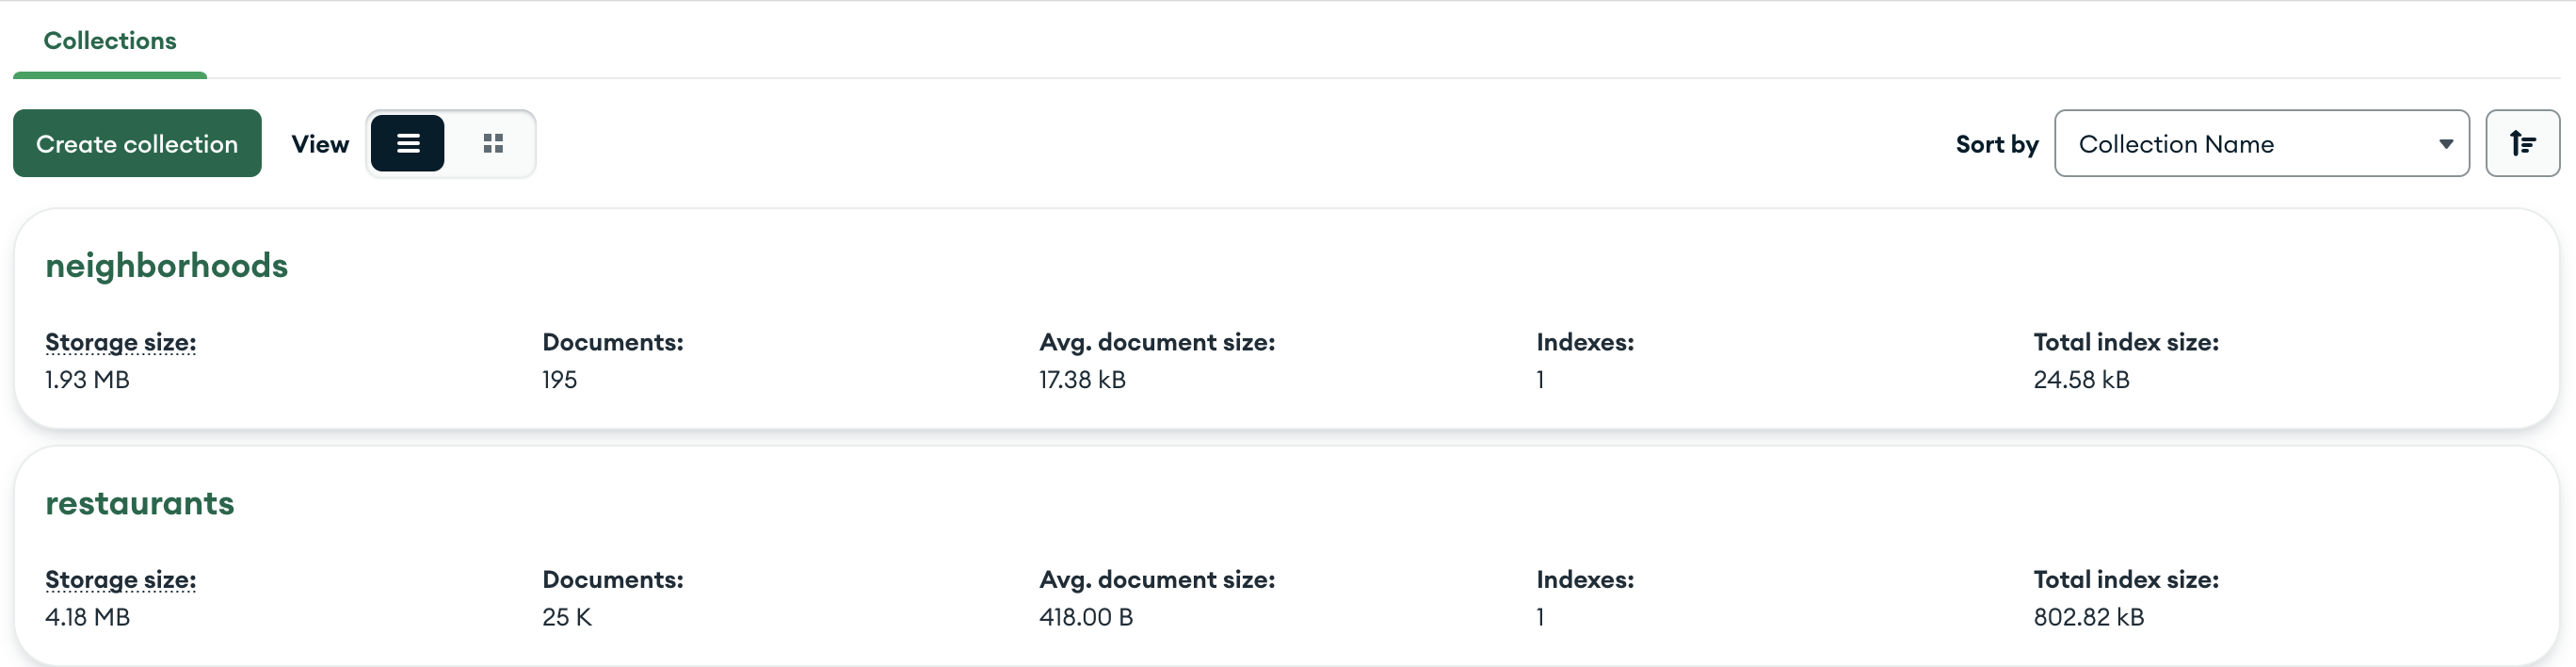 Collections
Create collection View Sort by Collection Name
neighborhoods
Storage size: Documents: Avg. document size: Indexes: Total index size:
1.93 MB 195 17.38 kB 1 24.58 kB
restaurants
Storage size: Documents: Avg. document size: Indexes: Total index size:
4.18 MB 25 K 418.00 B 1 802.82 kB